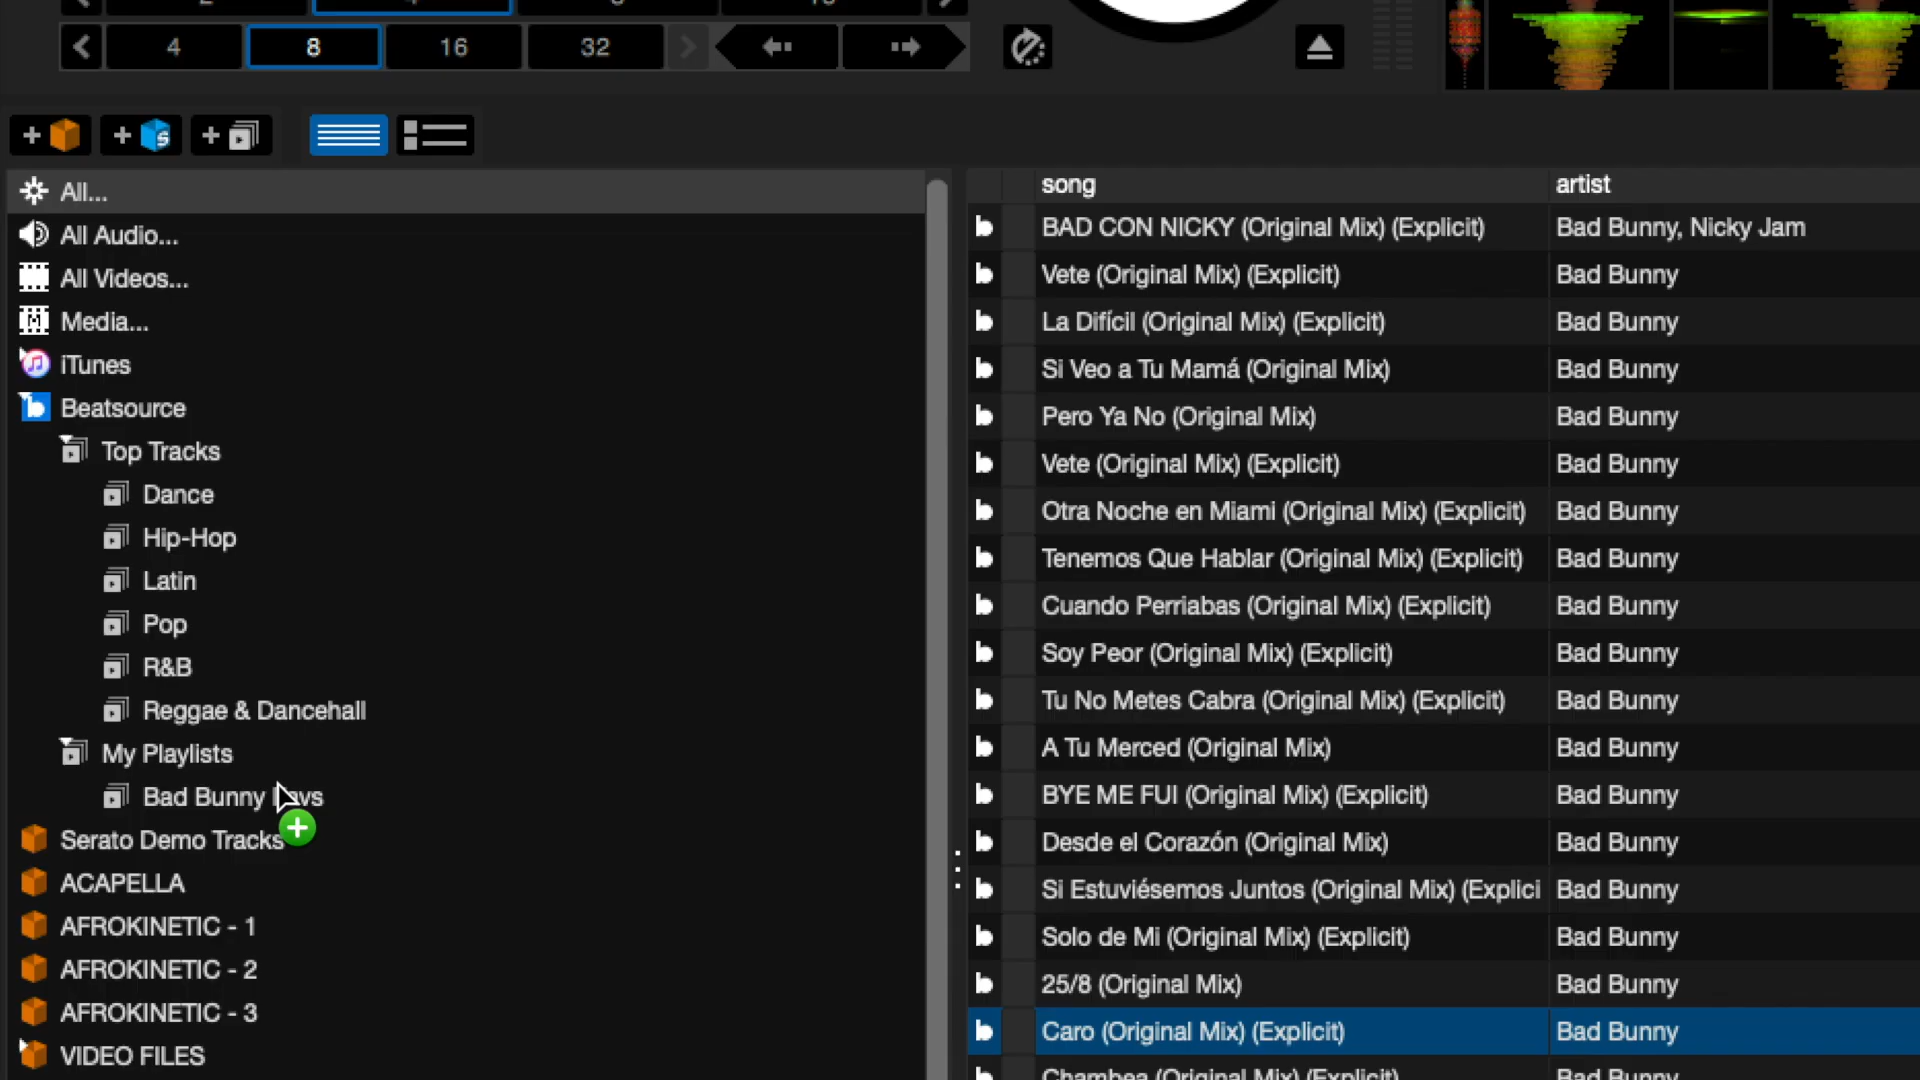 4 8 16 32
All...
All Audio...
All Videos...
Media...
iTunes
Beatsource
Top Tracks
Dance
Hip-Hop
Latin
Pop
R&B
Reggae & Dancehall
My Playlists
Bad Bunny
Serato Demo Tracks
ACAPELLA
AFROKINETIC - 1
AFROKINETIC - 2
AFROKINETIC - 3
VIDEO FILES
song artist
BAD CON NICKY (Original Mix) (Explicit) Bad Bunny, Nicky Jam
Vete (Original Mix) (Explicit) Bad Bunny
La Difícil (Original Mix) (Explicit) Bad Bunny
Si Veo a Tu Mamá (Original Mix) Bad Bunny
Pero Ya No (Original Mix) Bad Bunny
Vete (Original Mix) (Explicit) Bad Bunny
Otra Noche en Miami (Original Mix) (Explicit) Bad Bunny
Tenemos Que Hablar (Original Mix) (Explicit) Bad Bunny
Cuando Perriabas (Original Mix) (Explicit) Bad Bunny
Soy Peor (Original Mix) (Explicit) Bad Bunny
Tu No Metes Cabra (Original Mix) (Explicit) Bad Bunny
A Tu Merced (Original Mix) Bad Bunny
BYE ME FUI (Original Mix) (Explicit) Bad Bunny
Desde el Corazón (Original Mix) Bad Bunny
Si Estuviésemos Juntos (Original Mix) (Explici Bad Bunny
Solo de Mi (Original Mix) (Explicit) Bad Bunny
25/8 (Original Mix) Bad Bunny
Caro (Original Mix) (Explicit) Bad Bunny
Chambea (Original Mix) (Explicit) Bad Bunny